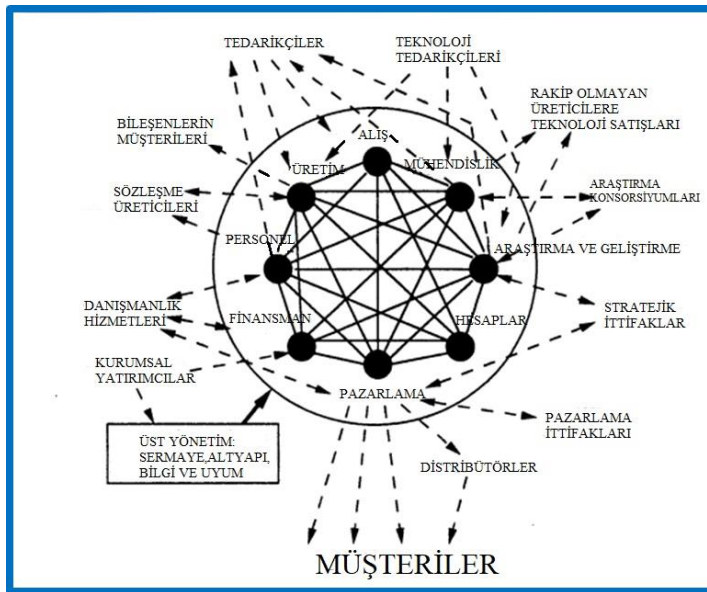 TEDARİKÇİLER
TEKNOLOJİ
TEDARİKÇİLERİ
RAKİP OLMAYAN
ÜRETİCİLERE
TEKNOLOJİ SATIŞLARI
BİLEŞENLERİN
MÜŞTERİLERİ
ALIŞ
ÜRETİM
MÜHENDİSLİK
SÖZLEŞME
ÜRETİCİLERİ
ARAŞTIRMA
KONSORSİYUMLARI
PERSONEL
ARAŞTIRMA VE GELİŞTİRME
DANIŞMANLIK
HİZMETLERİ
FİNANSMAN
HESAPLAR
STRATEJİK
İTTİFAKLAR
KURUMSAL
YATIRIMCILAR
PAZARLAMA
PAZARLAMA
İTTİFAKLARI
ÜST YÖNETİM:
SERMAYE,ALTYAPI,
BİLGİ VE UYUM
DİSTRİBÜTÖRLER
MÜŞTERİLER